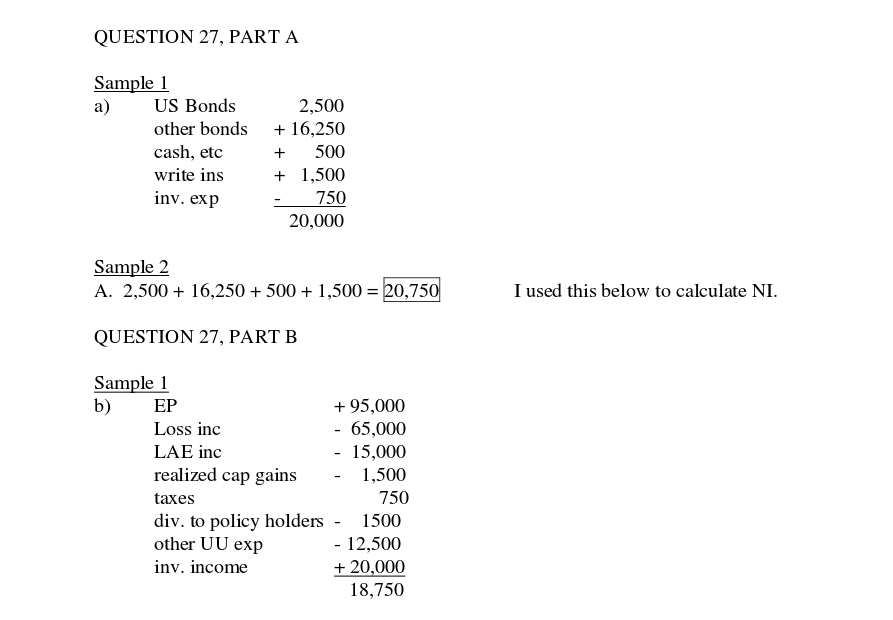 QUESTION 27, PART A
Sample 1
a) US Bonds 2,500
other bonds + 16,250
cash, etc + 500
write ins + 1,500
inv. exp - 750
20,000
Sample 2
A. 2,500 + 16,250 + 500 + 1,500 = 20,750 I used this below to calculate NI.
QUESTION 27, PART B
Sample 1
b) EP + 95,000
Loss inc - 65,000
LAE inc - 15,000
realized cap gains - 1,500
taxes 750
div. to policy holders - 1500
other UU exp - 12,500
inv. income + 20,000
18,750